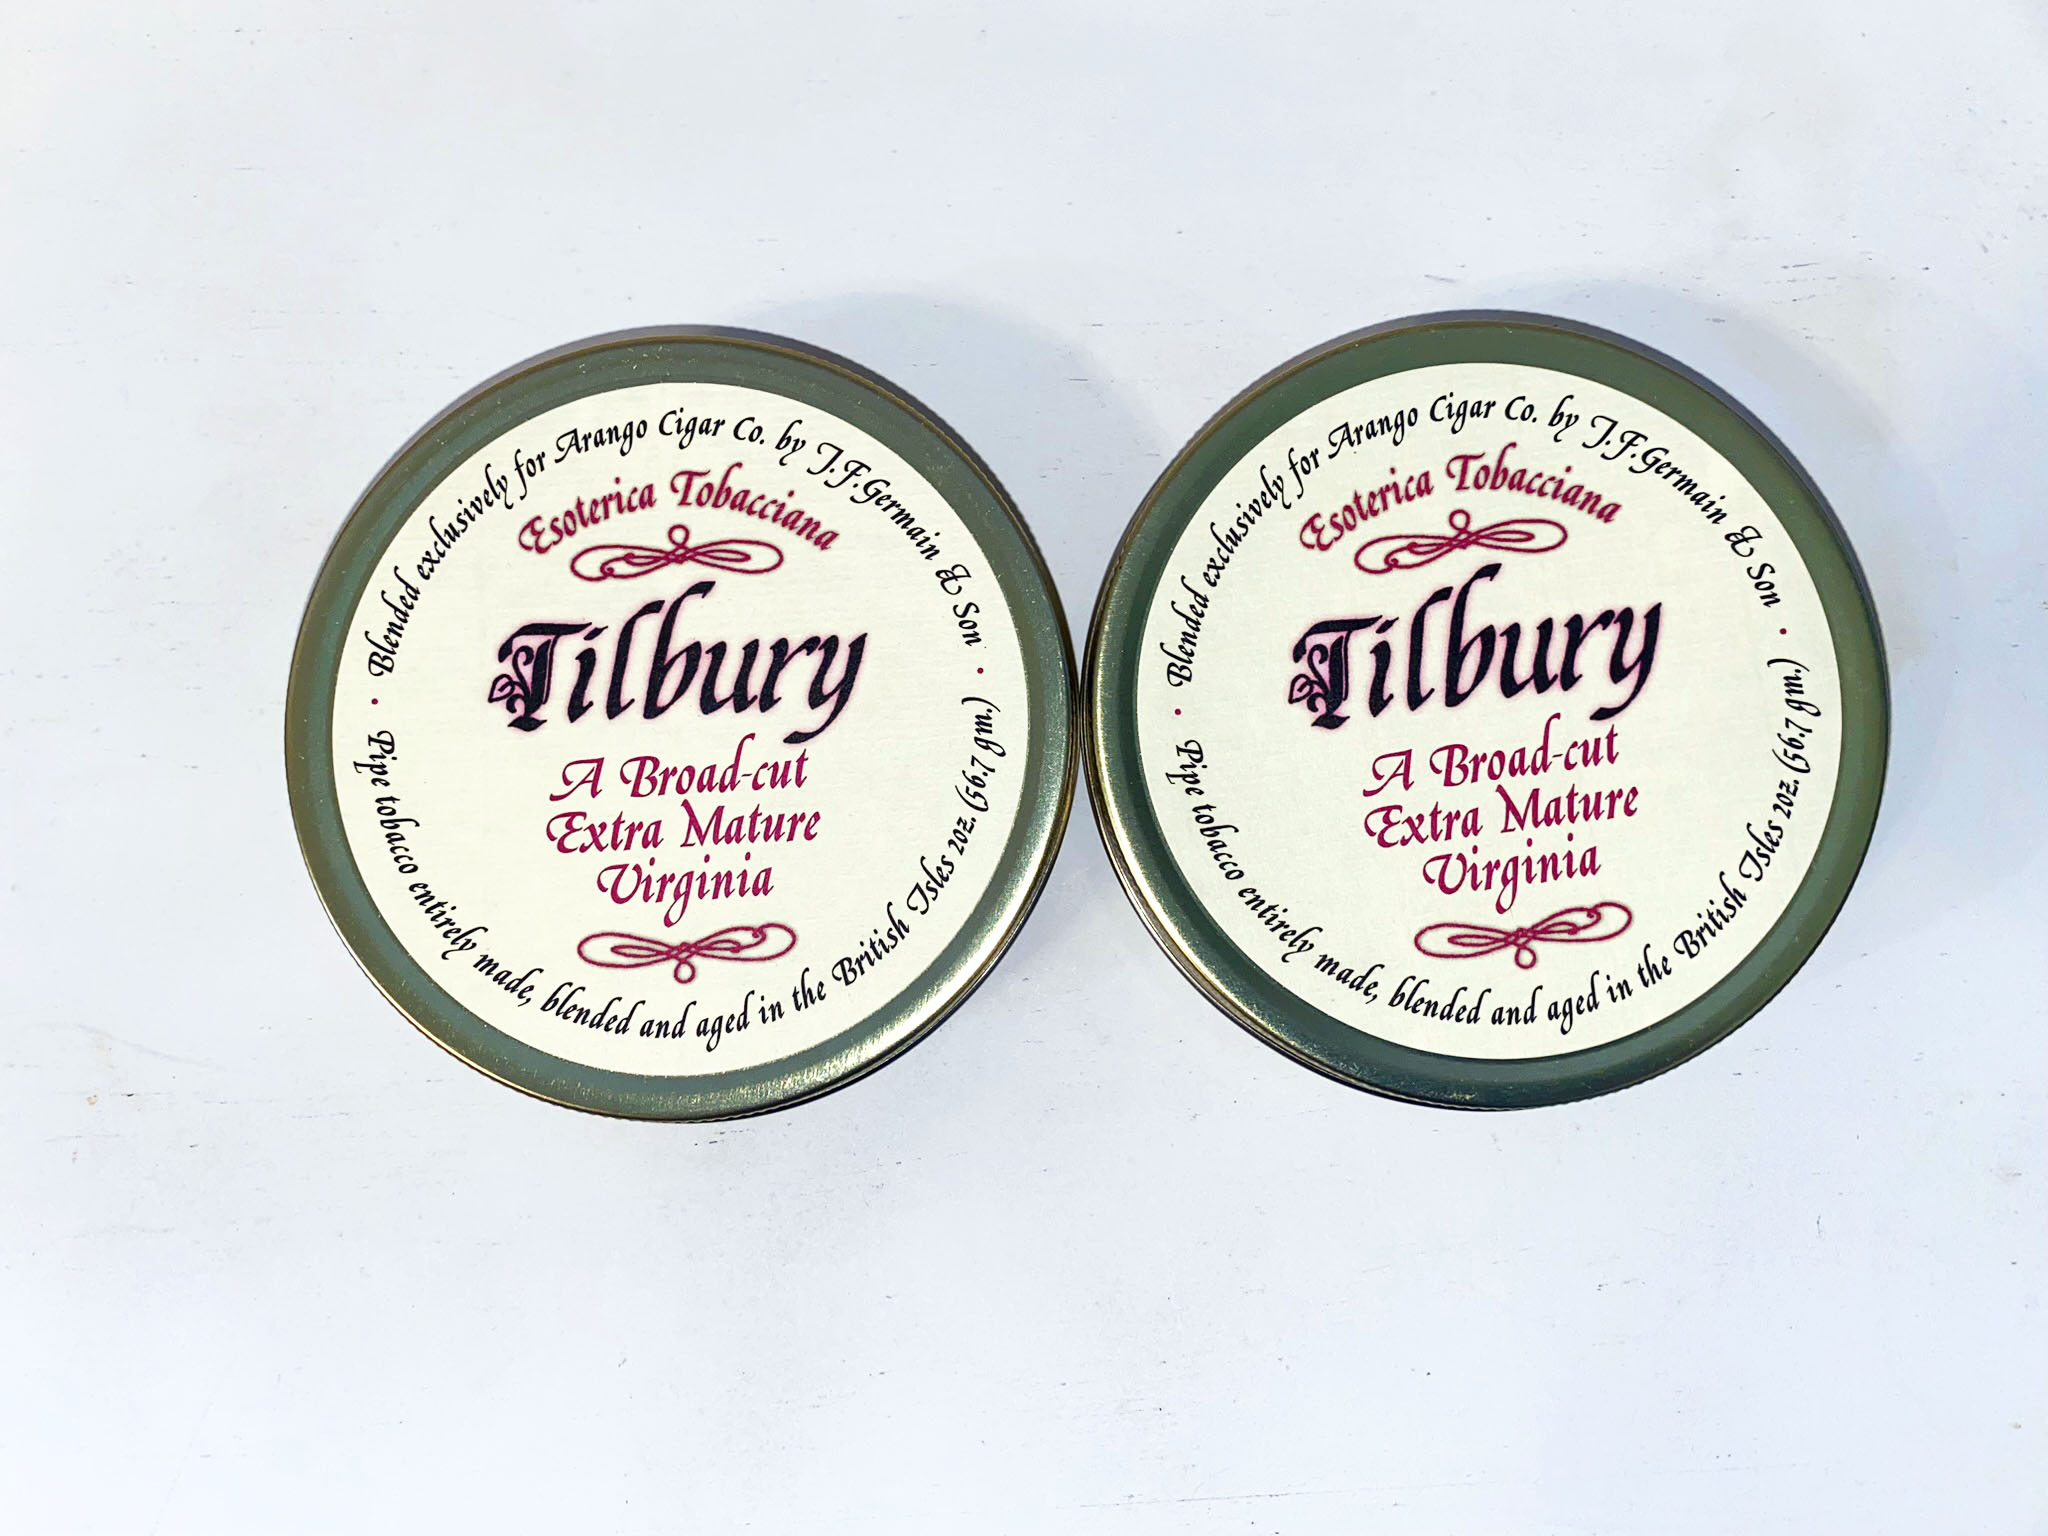 Blended exclusively for Arango Cigar Co. by J.F. Germain & Son
Esoterica Tobacciana
Tilbury
A Broad-cut
Extra Mature
Virginia
Pipe tobacco entirely made, blended and aged in the British Isles 2oz. (56.7 gm.)
Blended exclusively for Arango Cigar Co. by J.F. Germain & Son
Esoterica Tobacciana
Tilbury
A Broad-cut
Extra Mature
Virginia
Pipe tobacco entirely made, blended and aged in the British Isles 2oz. (56.7 gm.)